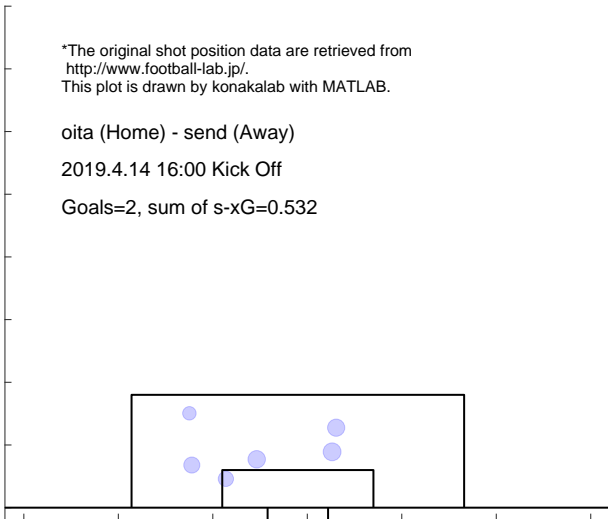 *The original shot position data are retrieved from
http://www.football-lab.jp/.
This plot is drawn by konakalab with MATLAB.
oita (Home) - send (Away)
2019.4.14 16:00 Kick Off
Goals=2, sum of s-xG=0.532